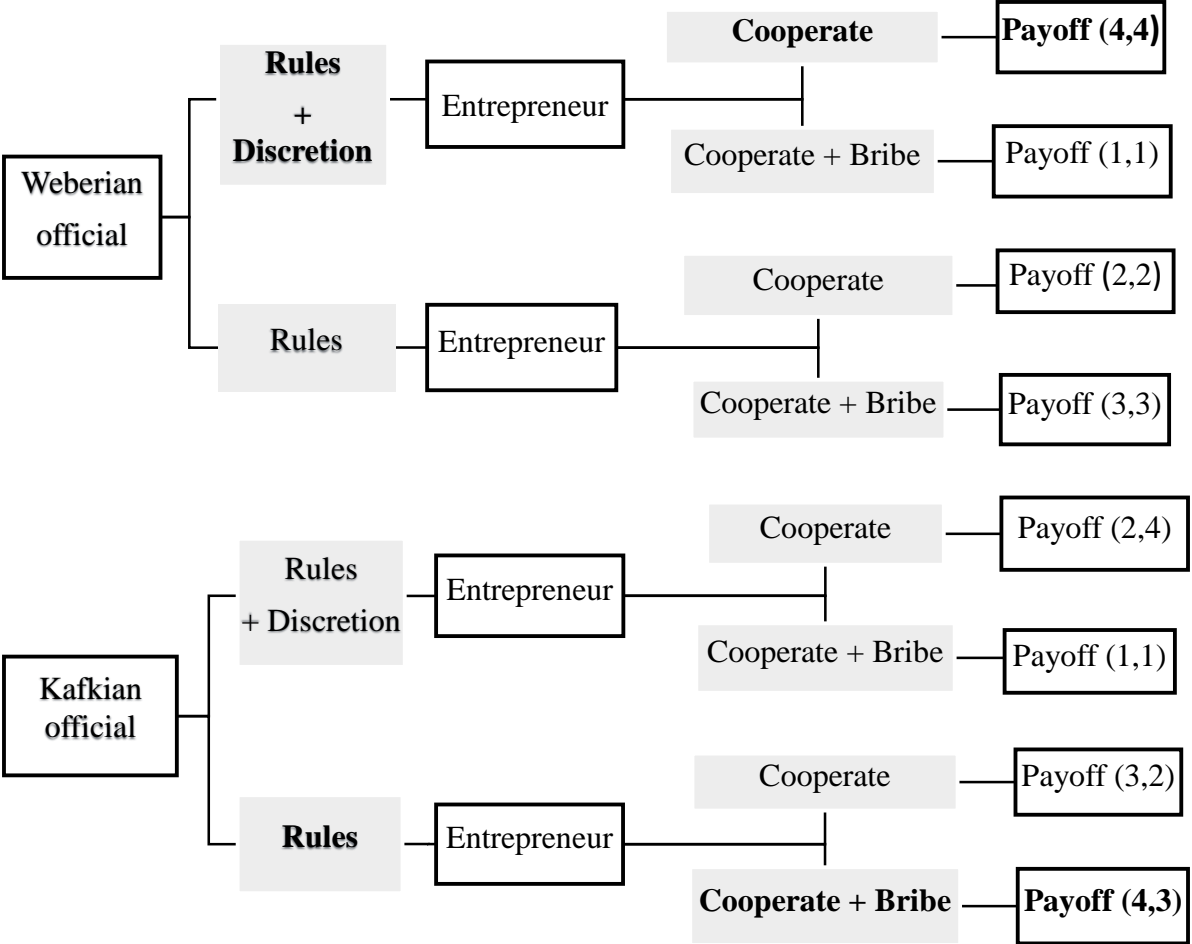 Cooperate
Payoff (4,4)
Rules
+
Discretion
Entrepreneur
Cooperate + Bribe
Payoff (1,1)
Weberian
official
Cooperate
Payoff (2,2)
Rules
Entrepreneur
Cooperate + Bribe
Payoff (3,3)
Cooperate
Payoff (2,4)
Rules
+ Discretion
Entrepreneur
Cooperate + Bribe
Payoff (1,1)
Kafkian
official
Cooperate
Payoff (3,2)
Rules
Entrepreneur
Cooperate + Bribe
Payoff (4,3)